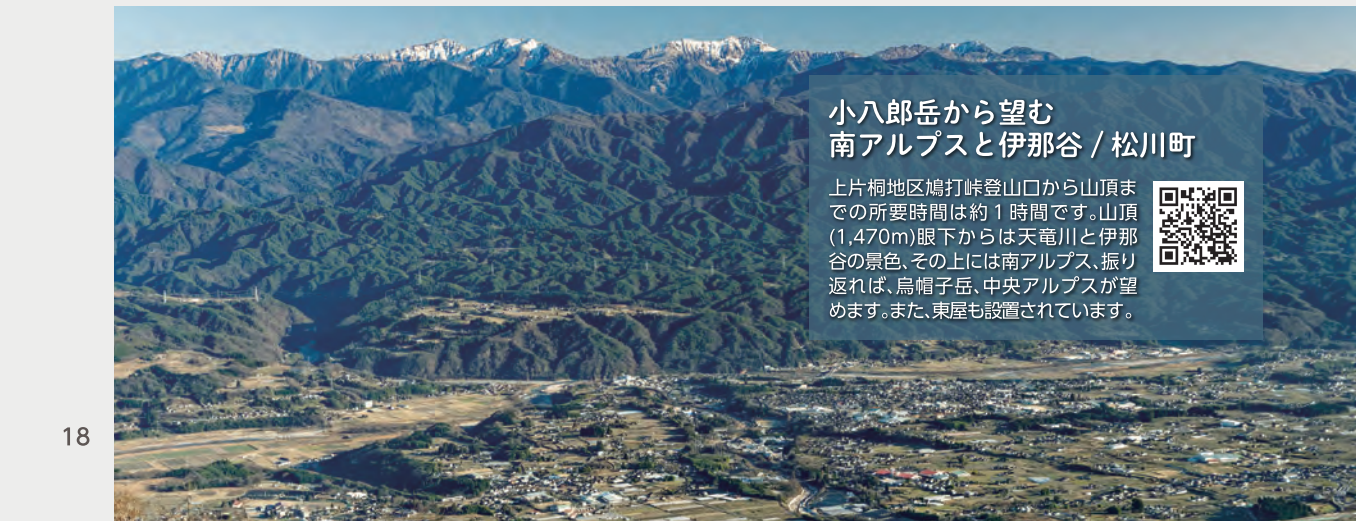 小八郎岳から望む
南アルプスと伊那谷 / 松川町
上片桐地区鳩打峠登山口から山頂ま
での所要時間は約1時間です。山頂
(1,470m)眼下からは天竜川と伊那
谷の景色、その上には南アルプス、振り
返れば、烏帽子岳、中央アルプスが望
めます。また、東屋も設置されています。
18